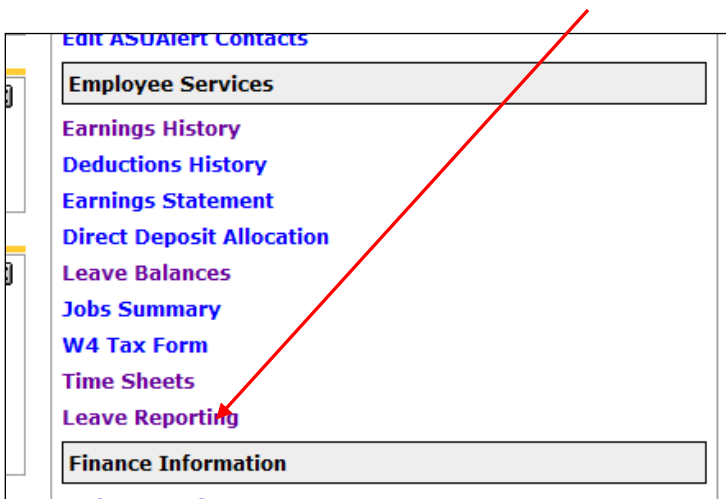 Edit ASUAlert Contacts
Employee Services
Earnings History
Deductions History
Earnings Statement
Direct Deposit Allocation
Leave Balances
Jobs Summary
W4 Tax Form
Time Sheets
Leave Reporting
Finance Information